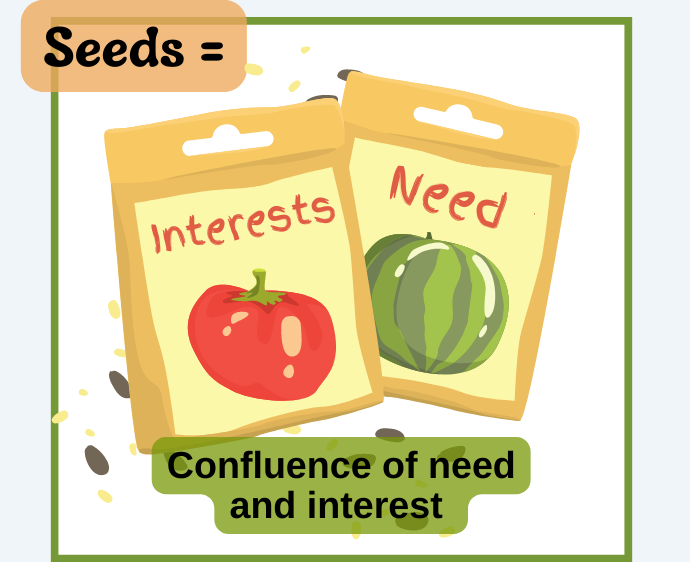 Seeds =
Interests
Need
Confluence of need
and interest